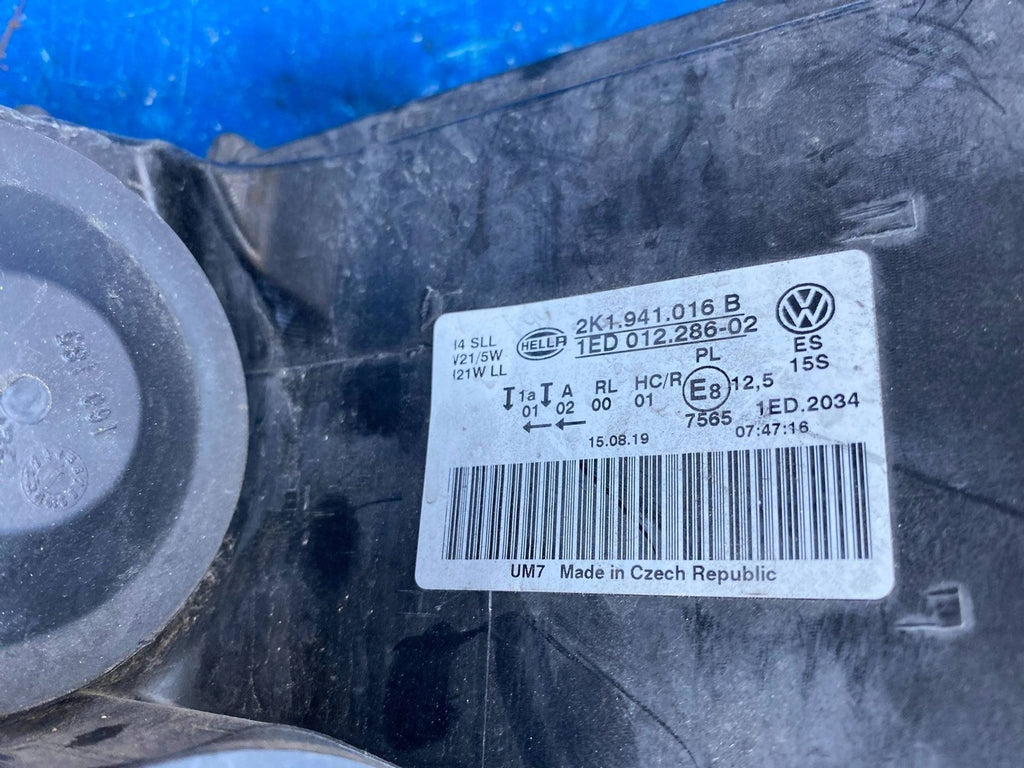 2K1.941.016 B
HELLA 1ED 012.286-02
ES
15S
I4 SLL
V21/5W
I21W LL
PL
1a A RL HC/R E8 12,5
01 02 00 01
7565 1ED.2034
15.08.19 07:47:16
UM7 Made in Czech Republic